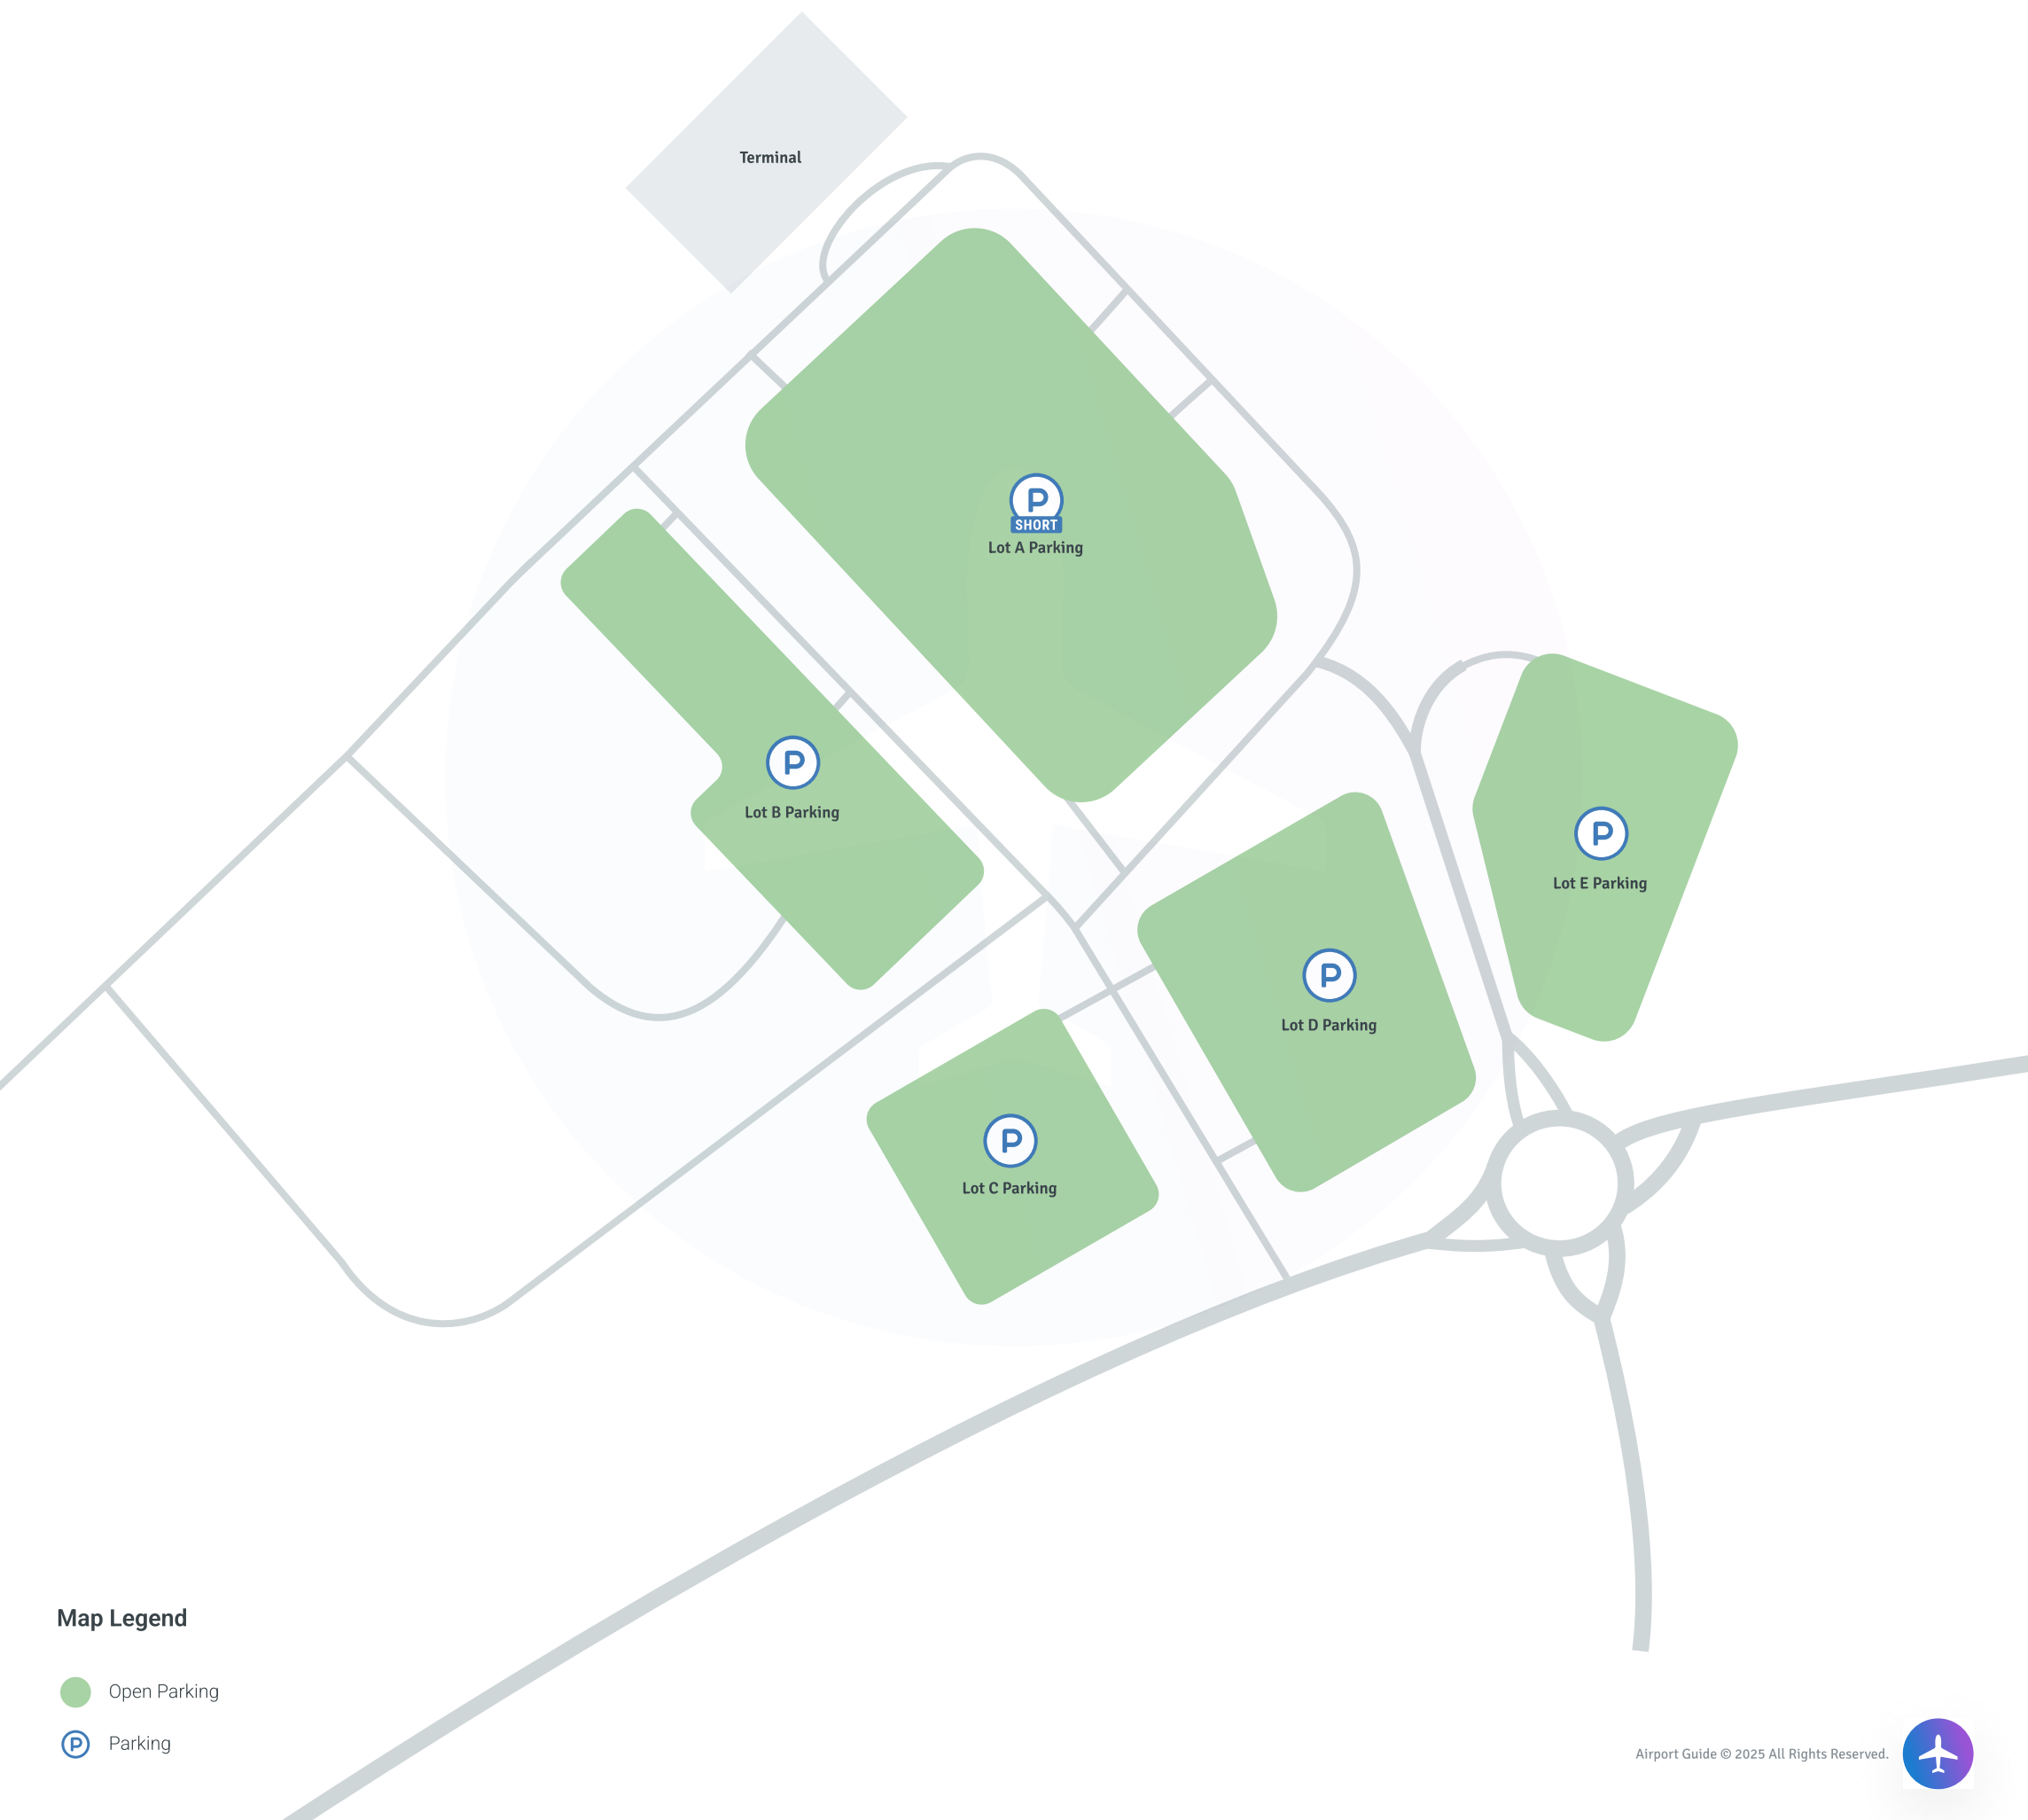 Terminal
P
SHORT
Lot A Parking
P
Lot B Parking
P
Lot E Parking
P
Lot D Parking
P
Lot C Parking
Map Legend
Open Parking
P Parking
Airport Guide © 2025 All Rights Reserved.